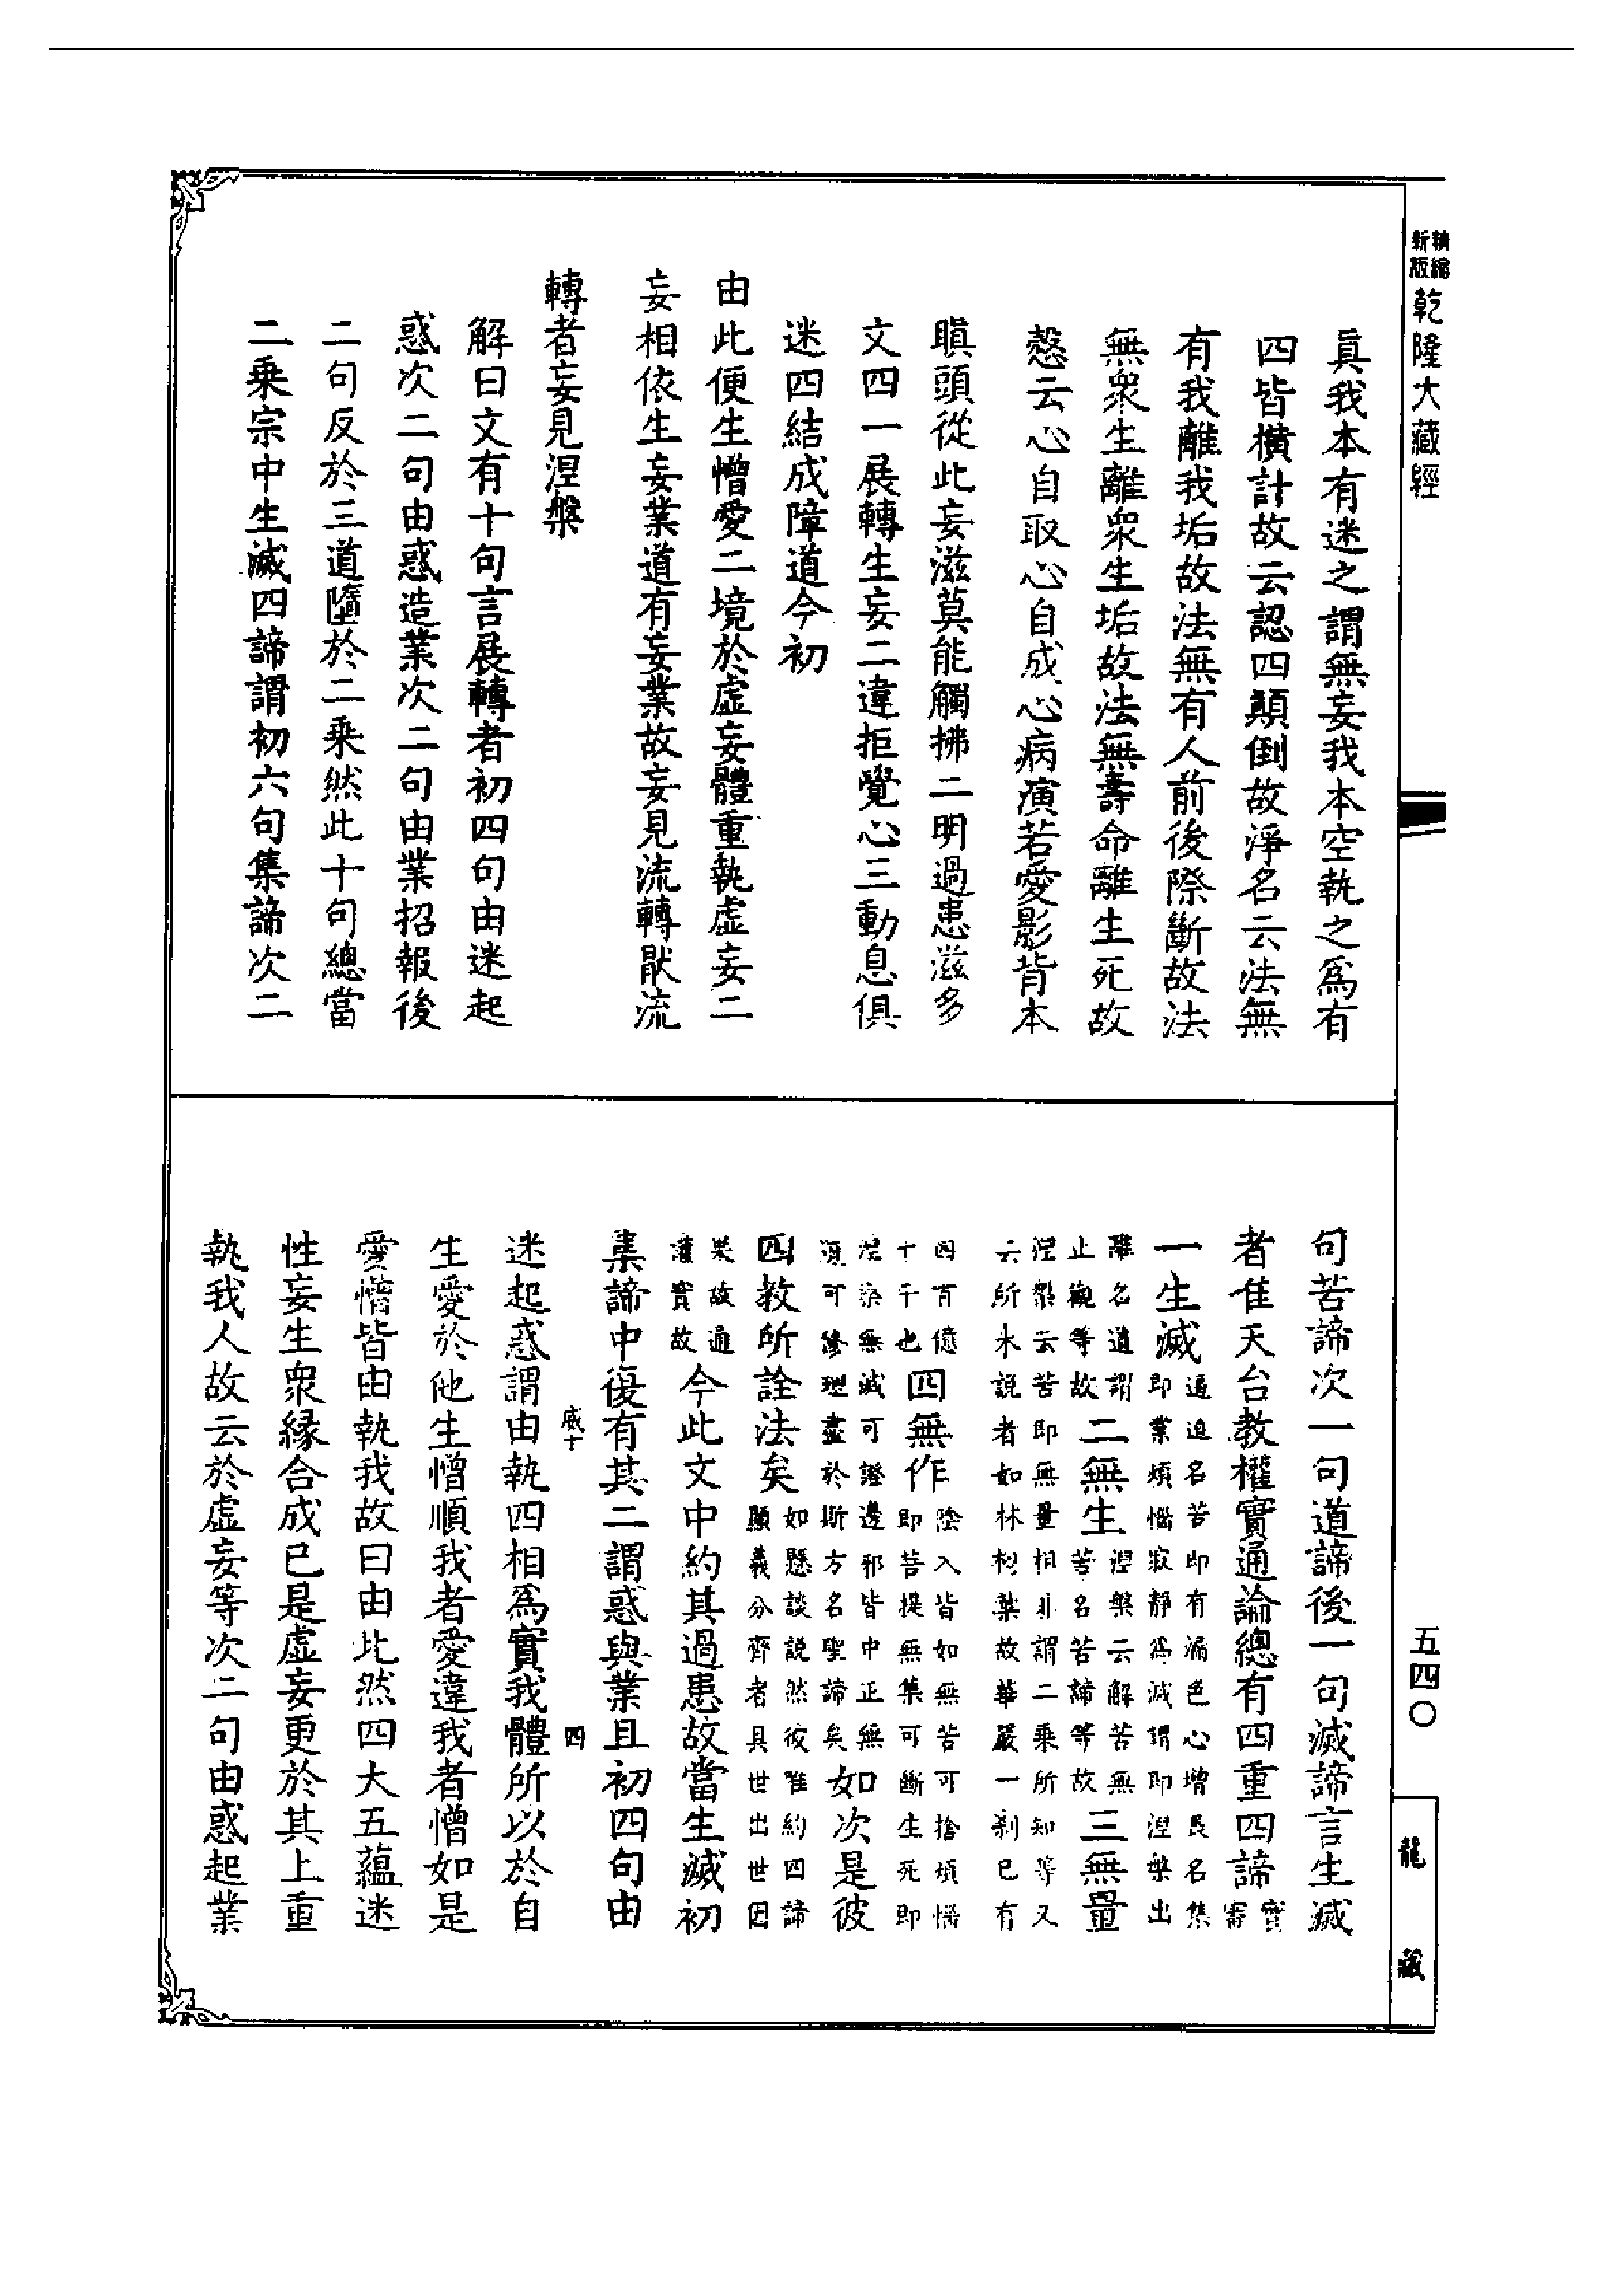 精縮新版乾隆大藏經
眞我本有迷之謂無妄我本空執之爲有
四皆橫計故云認四顛倒故淨名云法無
有我離我垢故法無有人前後際斷故法
無衆生離衆生垢故法無壽命離生死故
慤云心自取心自成心病演若愛影背本
瞋頭從此妄滋莫能觸拂二明過患滋多
文四一展轉生妄二違拒覺心三動息俱
迷四結成障道今初
由此便生憎愛二境於虛妄體重執虛妄二
妄相依生妄業道有妄業故妄見流轉厭流
轉者妄見涅槃
解曰文有十句言展轉者初四句由迷起
惑次二句由惑造業次二句由業招報後
二句反於三道墮於二乘然此十句總當
二乘宗中生滅四諦謂初六句集諦次二
句苦諦次一句道諦後一句滅諦言生滅
者准天台教權實通論總有四重四諦實審
一生滅逼迫名苦即有漏色心增長名集即業煩惱寂靜爲滅謂即涅槃出
離名道謂止觀等故二無生涅槃云解苦無苦名苦諦等故三無量
涅槃云苦即無量相非謂二乘所知等又云所未說者如林樹葉故華嚴一剎已有
四百億十千也四無作陰入皆如無苦可捨煩惱即菩提無集可斷生死即
涅槃無滅可證邊邪皆中正無道可修理盡於斯方名聖諦矣如次是彼
四教所詮法矣如懸談說然彼唯約四諦顯義分齊者具世出世因
果故通實故今此文中約其過患故當生滅初
集諦中復有其二謂惑與業且初四句由
戚十 四
迷起惑謂由執四相爲實我體所以於自
生愛於他生憎順我者愛違我者憎如是
愛憎皆由執我故曰由此然四大五蘊迷
性妄生衆緣合成已是虛妄更於其上重
執我人故云於虛妄等次二句由惑起業
五四〇
龍藏